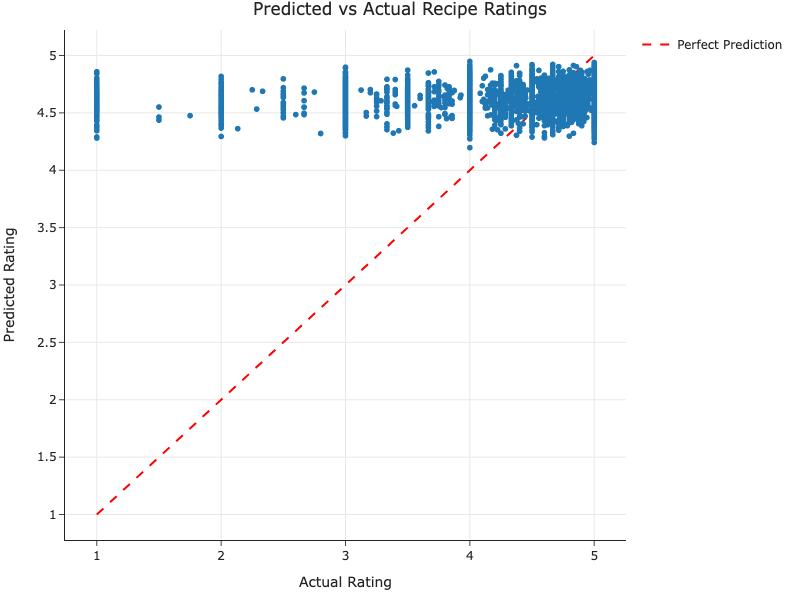 Predicted vs Actual Recipe Ratings
Perfect Prediction
5
4.5
4
3.5
3
2.5
2
1.5
1
Predicted Rating
1 2 3 4 5
Actual Rating